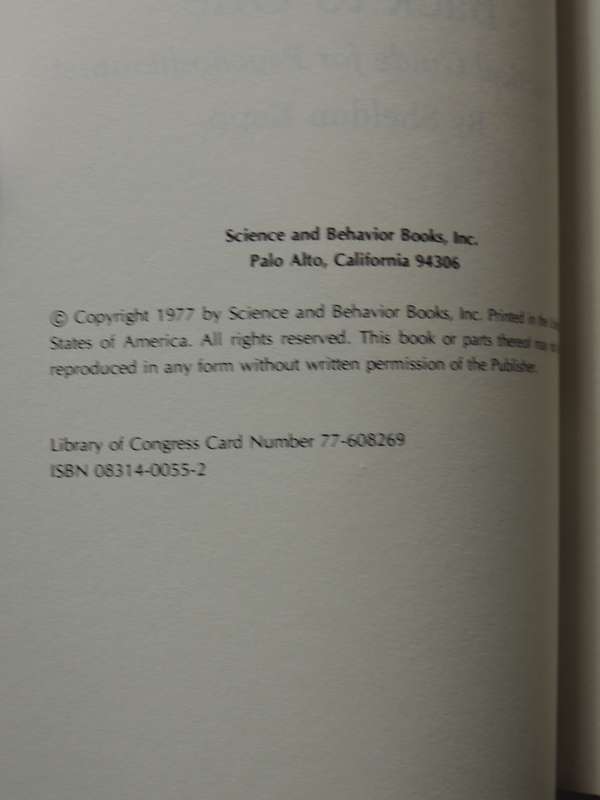 Science and Behavior Books, Inc.
Palo Alto, California 94306
© Copyright 1977 by Science and Behavior Books, Inc. Printed in the
States of America. All rights reserved. This book or parts thereof may
reproduced in any form without written permission of the Publisher.
Library of Congress Card Number 77-608269
ISBN 08314-0055-2